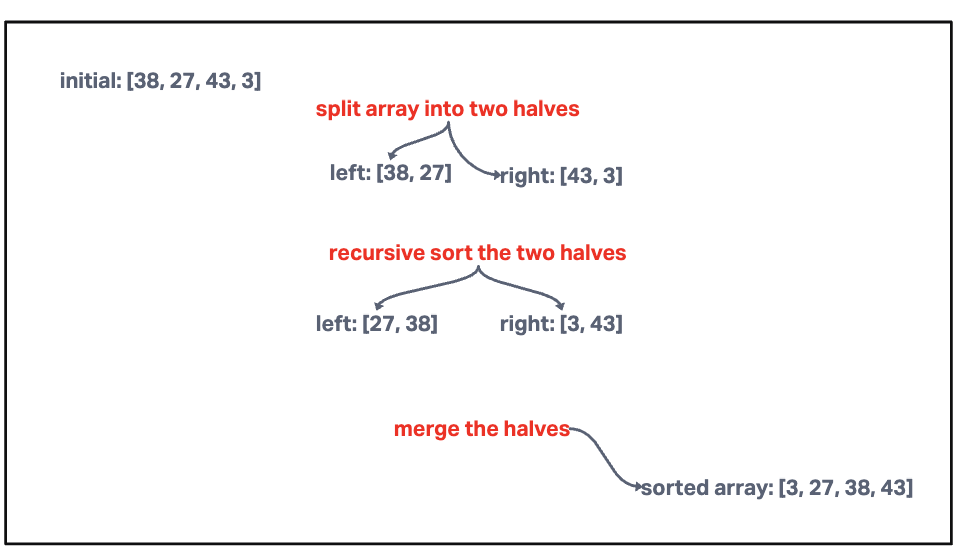 initial: [38, 27, 43, 3]
split array into two halves
left: [38, 27]
right: [43, 3]
recursive sort the two halves
left: [27, 38]
right: [3, 43]
merge the halves
sorted array: [3, 27, 38, 43]